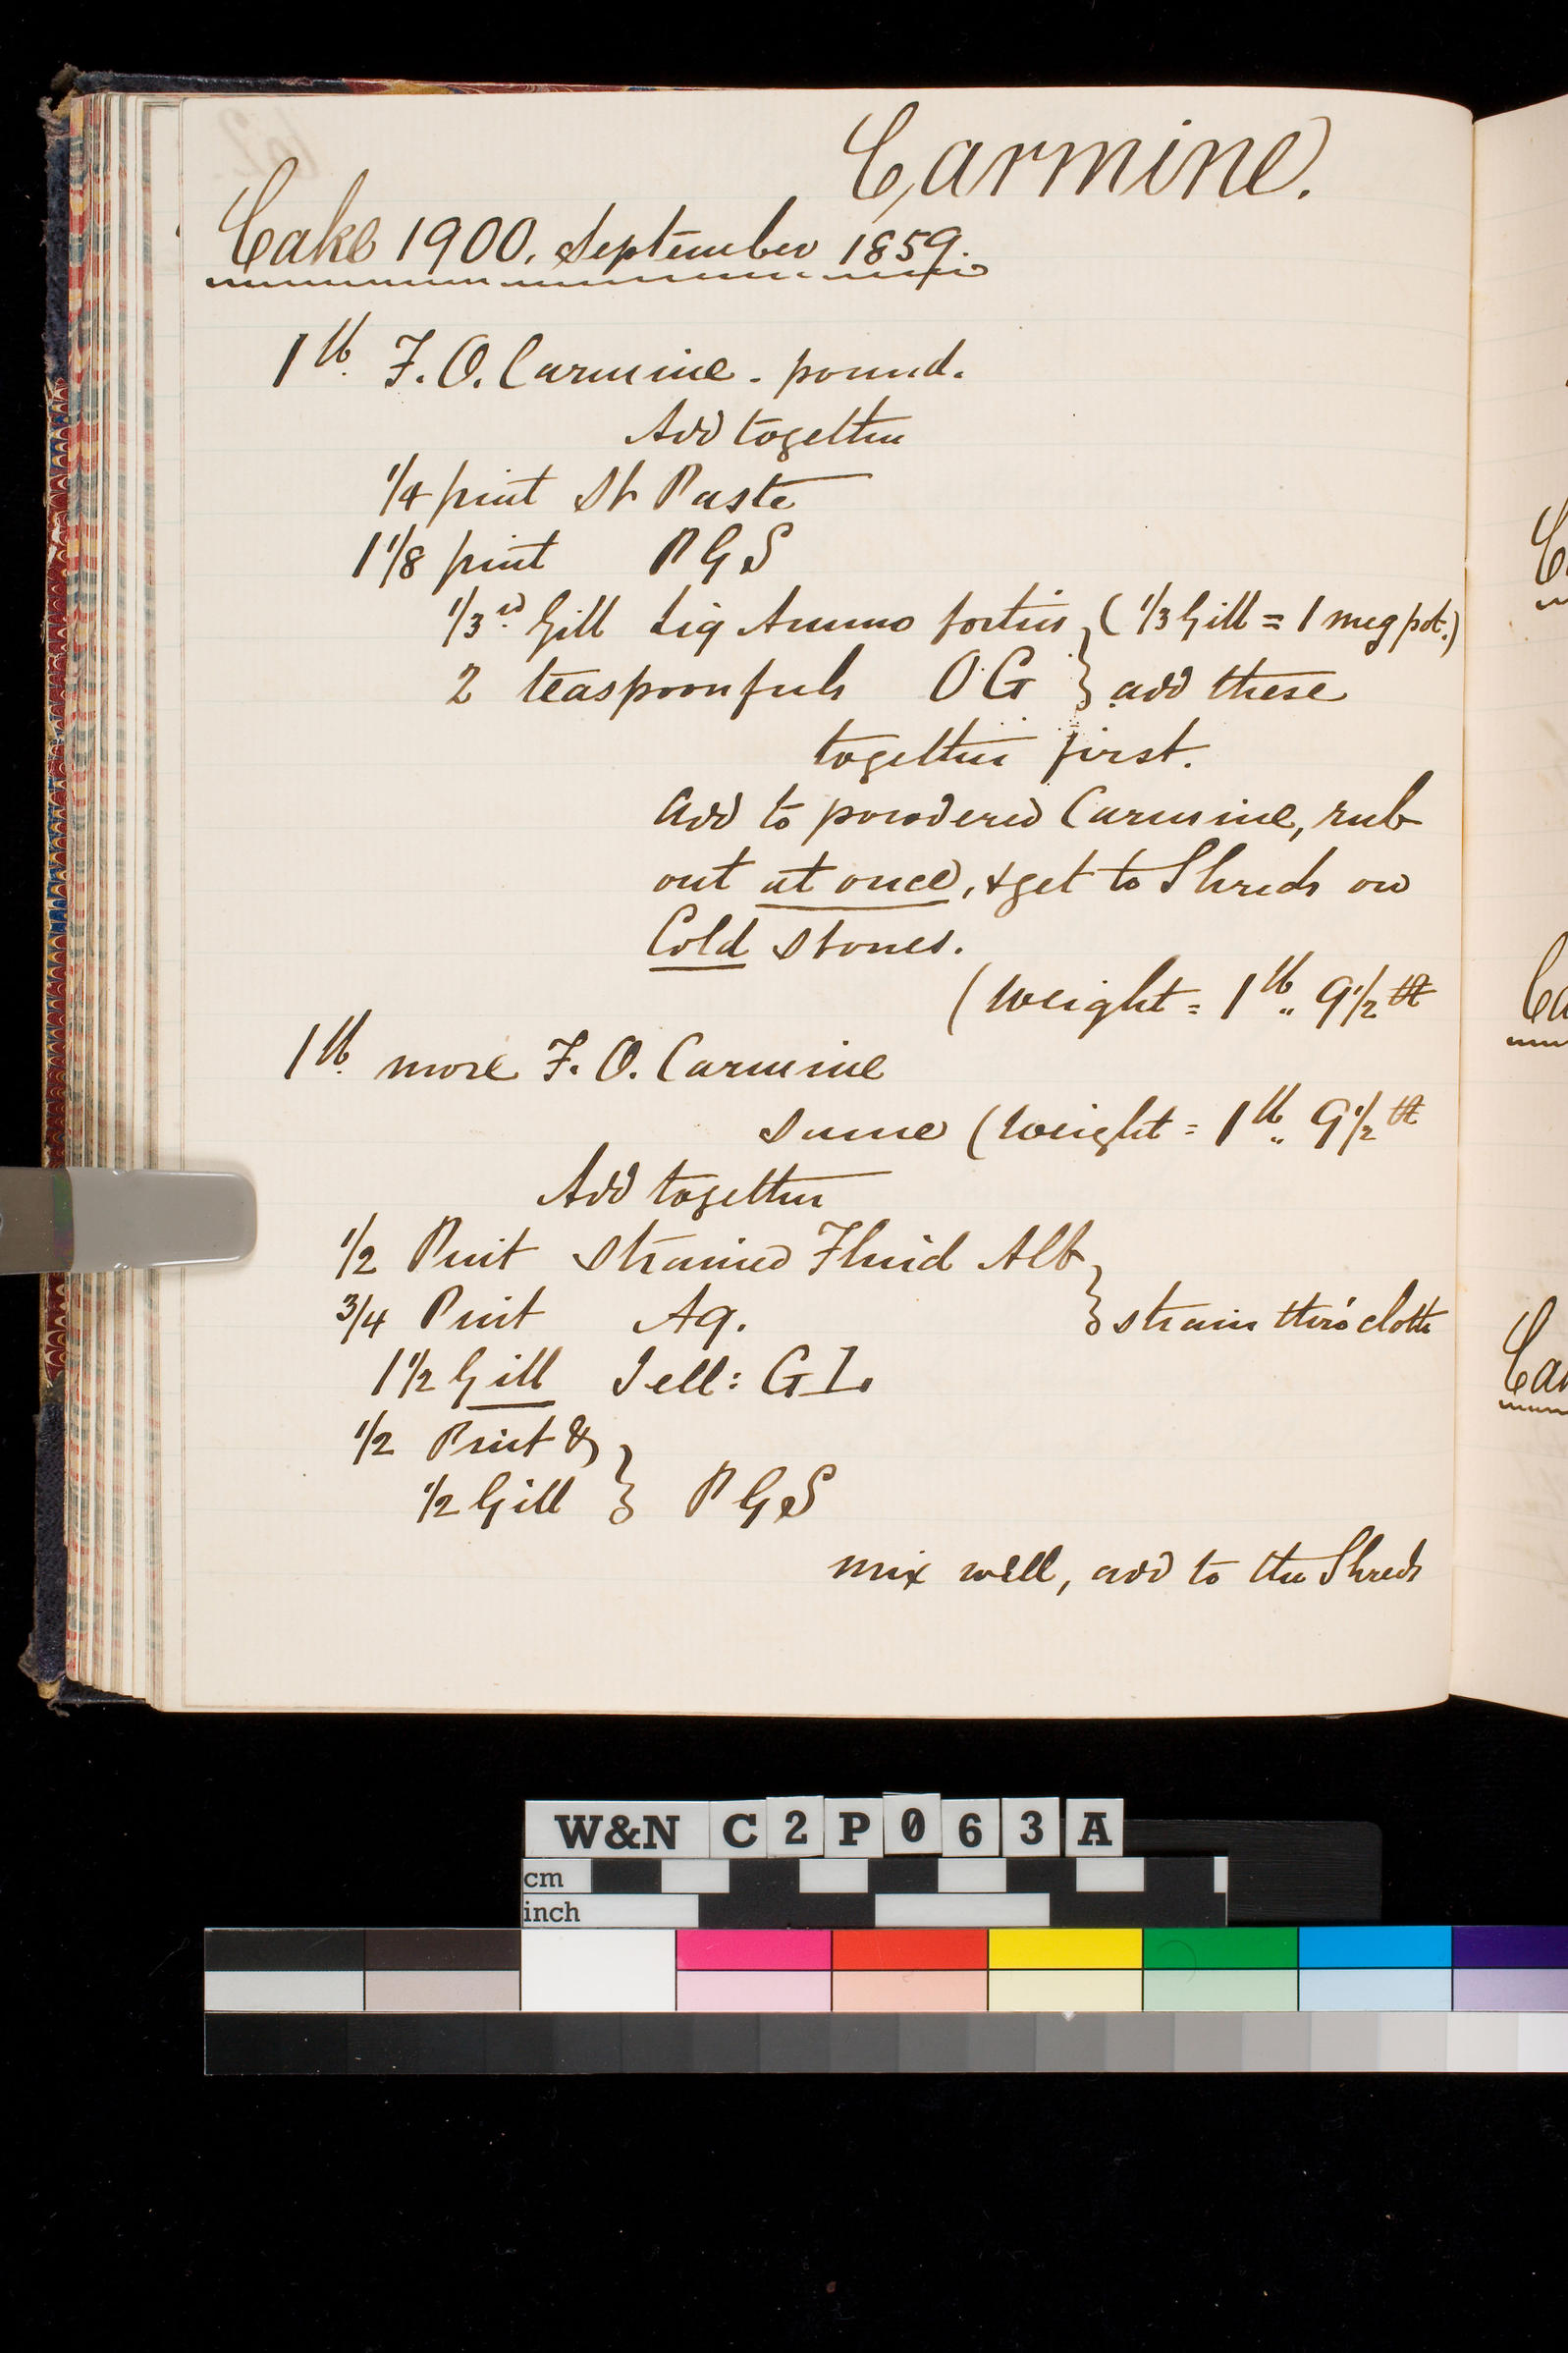 Carmine.
Cake 1900. September 1859.
1 lb. F. O. Carmine. pound.
Add together
1/4 pint St Paste
1 1/8 pint P G S
1/3rd Gill Liq Ammo fortis (1/3 Gill = 1 meg pot.)
2 teaspoonfuls O G } add these
together first.
Add to powdered Carmine, rub
out at once, & get to Shreds on
Cold stones.
(Weight = 1 lb. 9 1/2
1 lb. more F. O. Carmine
same (Weight = 1 lb. 9 1/2
Add together
1/2 Pint strained Fluid Alb
3/4 Pint Aq. } strain thro' cloth
1 1/2 Gill Jell: G I.
1/2 Pint &
1/2 Gill } P G S
mix well, add to the Shreds
W&N C2P063A
cm
inch